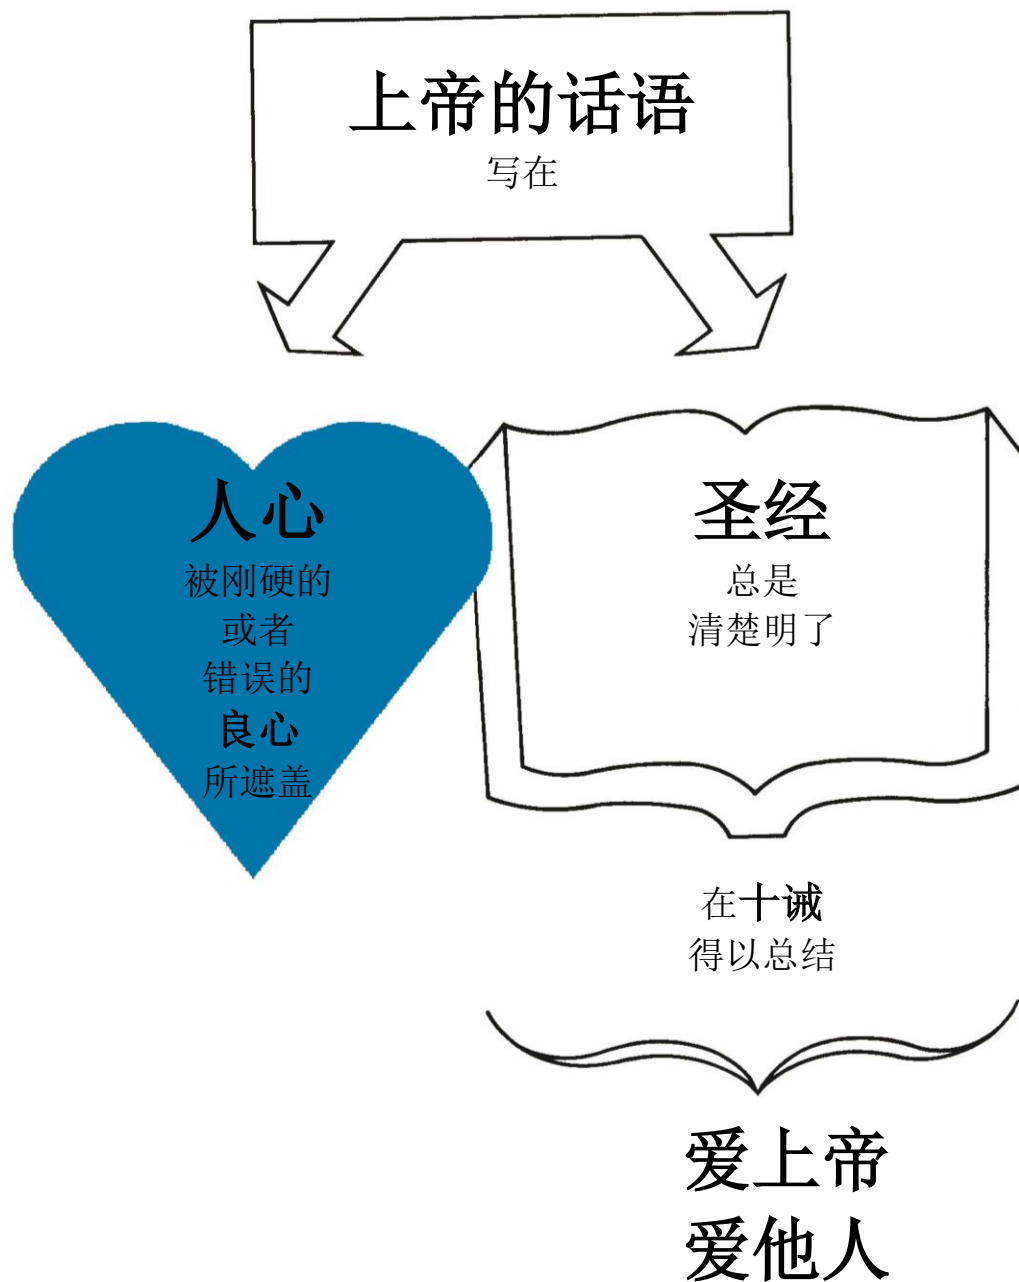 上帝的话语
写在
人心
被刚硬的
或者
错误的
良心
所遮盖
圣经
总是
清楚明了
在十诫
得以总结
爱上帝
爱他人